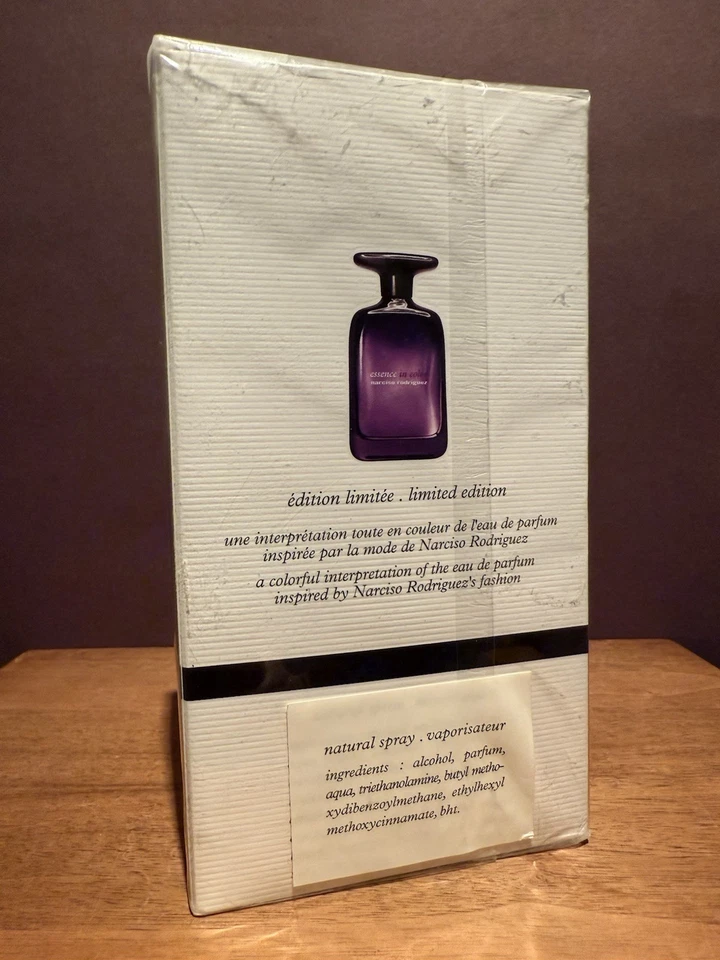 essence in color
narciso rodriguez
édition limitée . limited edition
une interprétation toute en couleur de l'eau de parfum
inspirée par la mode de Narciso Rodriguez
a colorful interpretation of the eau de parfum
inspired by Narciso Rodriguez's fashion
natural spray . vaporisateur
ingredients : alcohol, parfum,
aqua, triethanolamine, butyl metho-
xydibenzoylmethane, ethylhexyl
methoxycinnamate, bht.